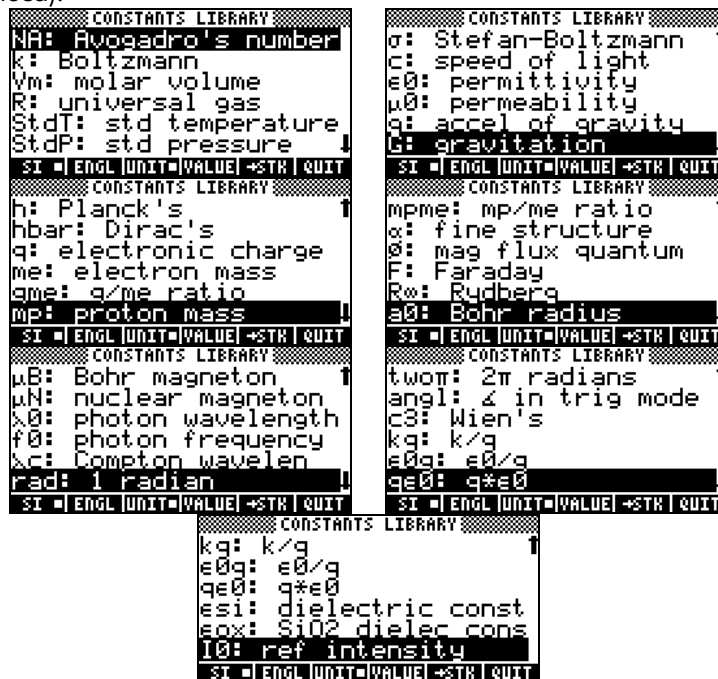 CONSTANTS LIBRARY
NA: Avogadro's number
k: Boltzmann
Vm: molar volume
R: universal gas
StdT: std temperature
StdP: std pressure
SI ▪ ENGL UNIT▪ VALUE →STK QUIT
CONSTANTS LIBRARY
σ: Stefan-Boltzmann
c: speed of light
ε0: permittivity
μ0: permeability
g: accel of gravity
G: gravitation
SI ▪ ENGL UNIT▪ VALUE →STK QUIT
CONSTANTS LIBRARY
h: Planck's
hbar: Dirac's
q: electronic charge
me: electron mass
qme: q/me ratio
mp: proton mass
SI ▪ ENGL UNIT▪ VALUE →STK QUIT
CONSTANTS LIBRARY
mpme: mp/me ratio
α: fine structure
ø: mag flux quantum
F: Faraday
R∞: Rydberg
a0: Bohr radius
SI ▪ ENGL UNIT▪ VALUE →STK QUIT
CONSTANTS LIBRARY
μB: Bohr magneton
μN: nuclear magneton
λ0: photon wavelength
f0: photon frequency
λc: Compton wavelen
rad: 1 radian
SI ▪ ENGL UNIT▪ VALUE →STK QUIT
CONSTANTS LIBRARY
twoπ: 2π radians
angl: ∡ in trig mode
c3: Wien's
kq: k/q
ε0q: ε0/q
qε0: q*ε0
SI ▪ ENGL UNIT▪ VALUE →STK QUIT
CONSTANTS LIBRARY
kq: k/q
ε0q: ε0/q
qε0: q*ε0
εsi: dielectric const
εox: SiO2 dielec cons
I0: ref intensity
SI ▪ ENGL UNIT▪ VALUE →STK QUIT